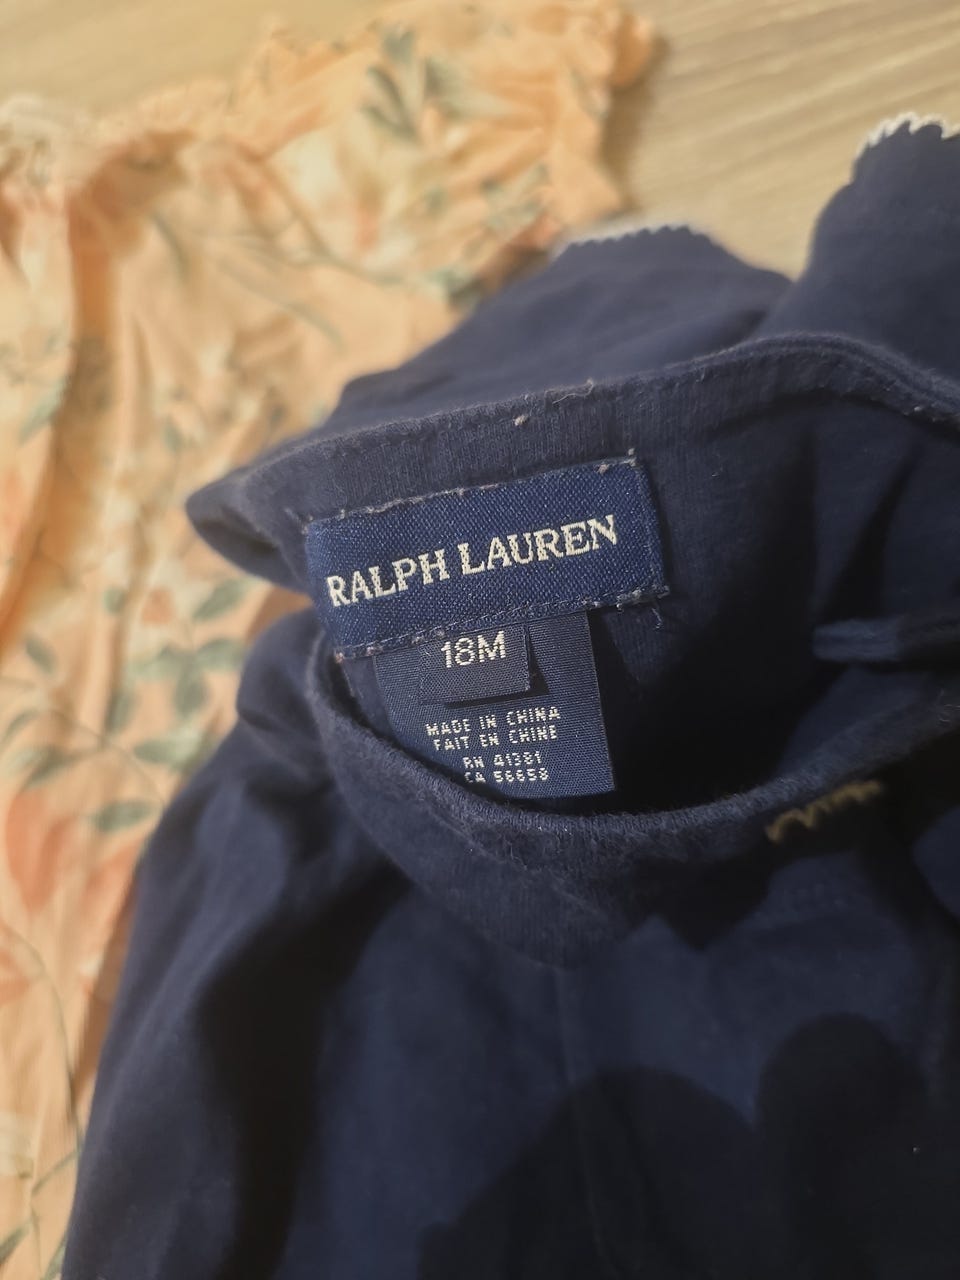 RALPH LAUREN
18M
MADE IN CHINA
FAIT EN CHINE
RN 41381
CA 56658